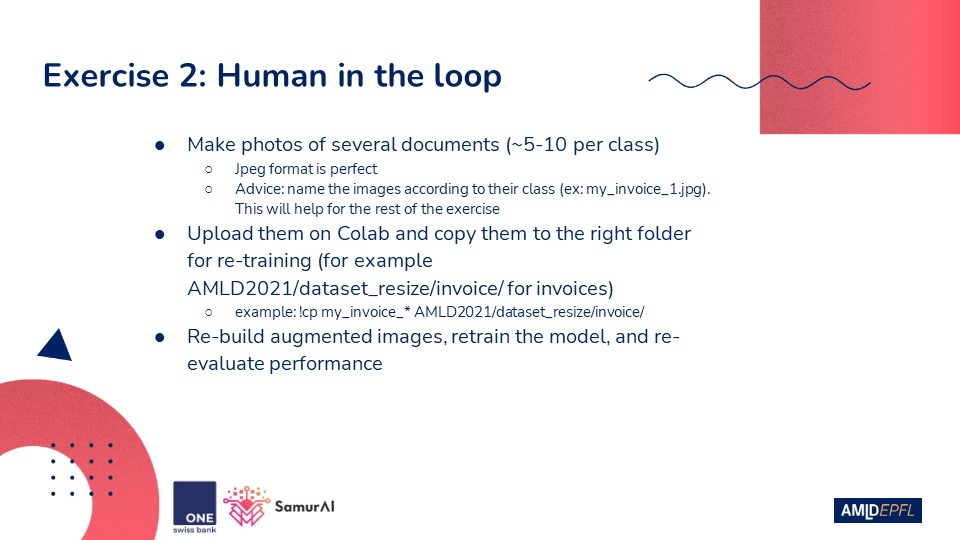 Exercise 2: Human in the loop
● Make photos of several documents (~5-10 per class)
○ Jpeg format is perfect
○ Advice: name the images according to their class (ex: my_invoice_1.jpg).
This will help for the rest of the exercise
● Upload them on Colab and copy them to the right folder
for re-training (for example
AMLD2021/dataset_resize/invoice/ for invoices)
○ example: !cp my_invoice_* AMLD2021/dataset_resize/invoice/
● Re-build augmented images, retrain the model, and re-
evaluate performance
ONE
swiss bank
SamurAI
AMLDEPFL